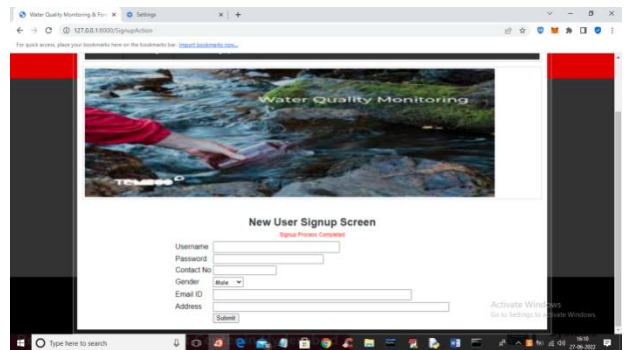 Water Quality Monitoring & For
Settings
127.0.0.1:8000/SignupAction
For quick access, place your bookmarks here on the bookmarks bar. Import bookmarks now...
Water Quality Monitoring
New User Signup Screen
Signup Process Completed
Username
Password
Contact No
Gender
Male
Email ID
Address
Submit
Activate Windows
Go to Settings to activate Windows.
Type here to search
16:10
27-06-2022